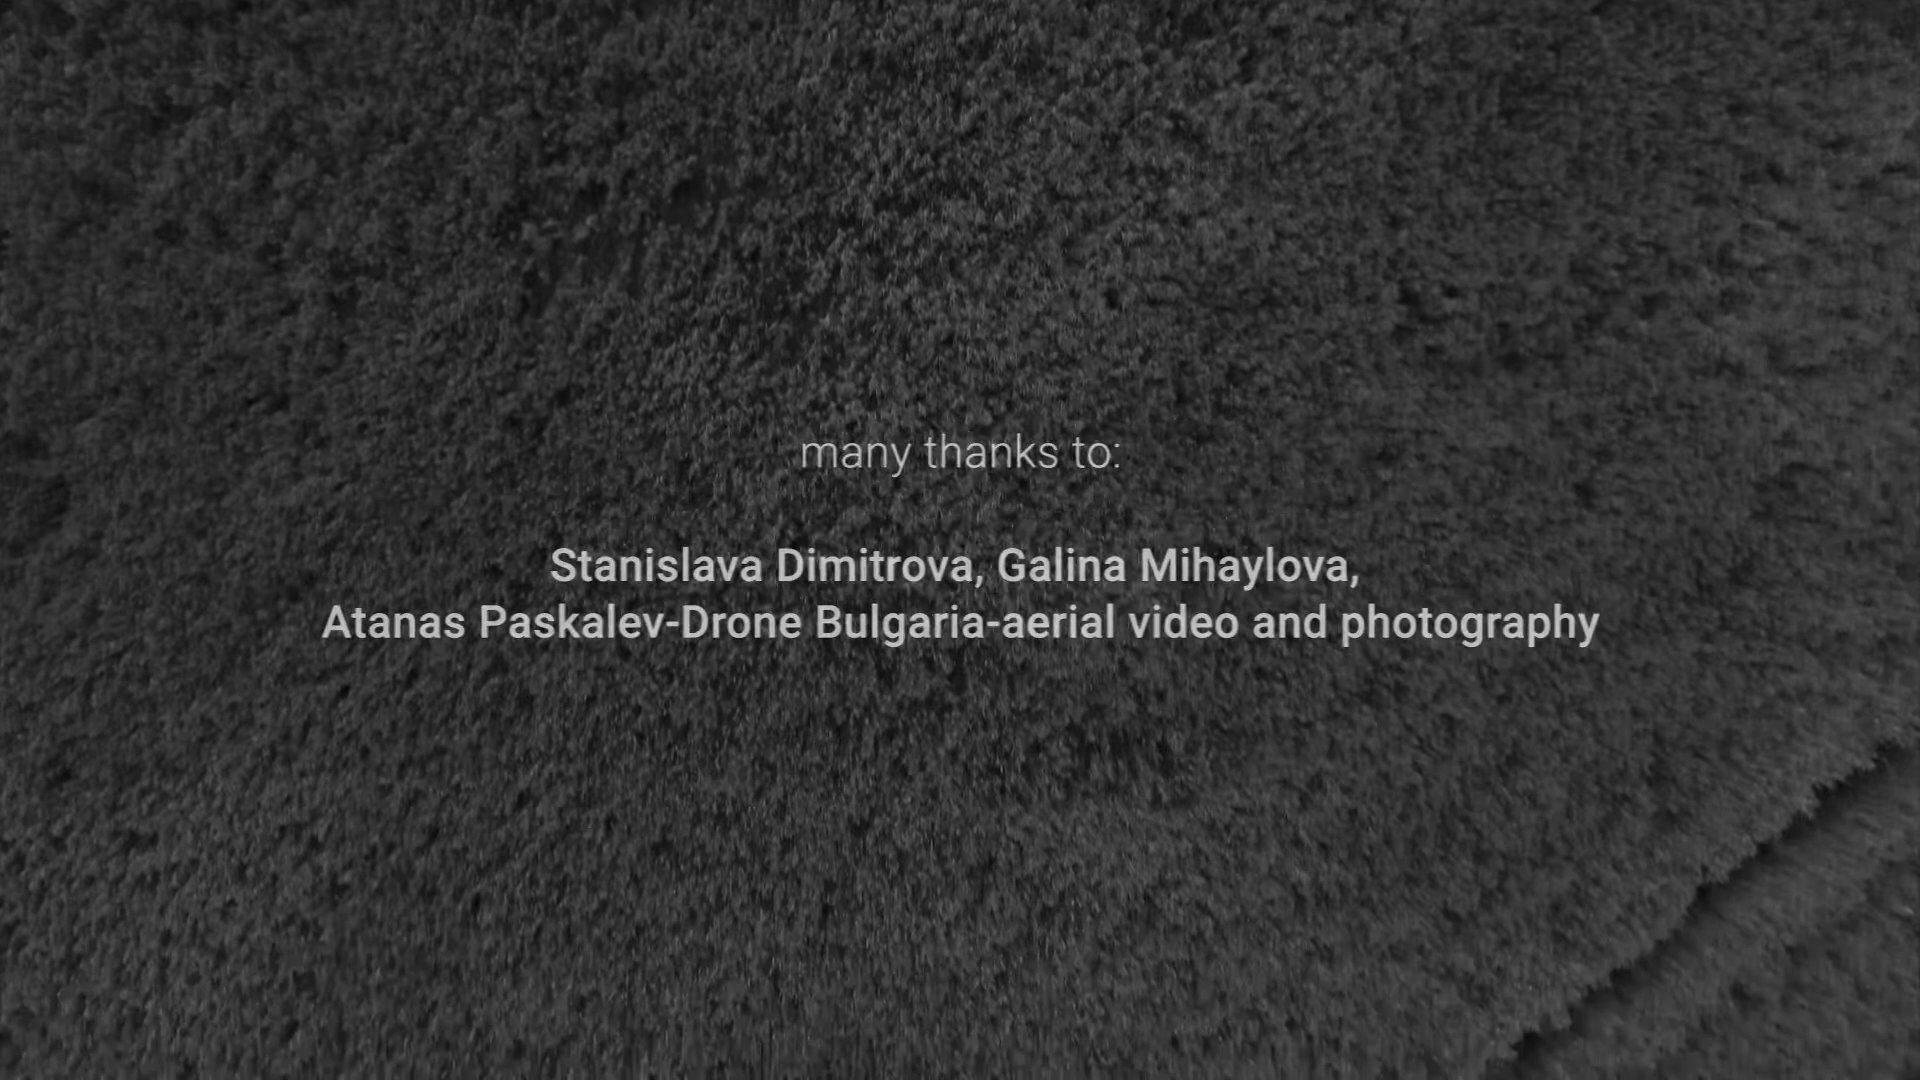 many thanks to:
Stanislava Dimitrova, Galina Mihaylova,
Atanas Paskalev-Drone Bulgaria-aerial video and photography